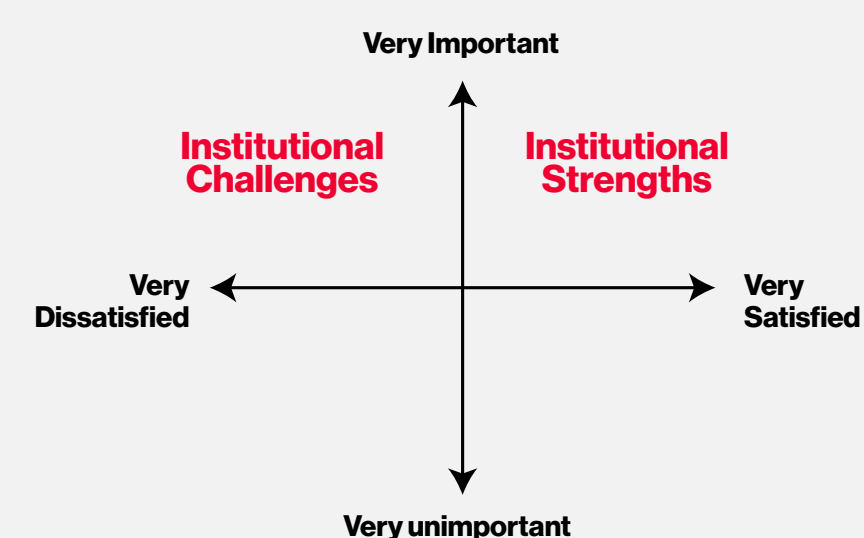 Very Important
Institutional
Challenges
Institutional
Strengths
Very
Dissatisfied
Very
Satisfied
Very unimportant